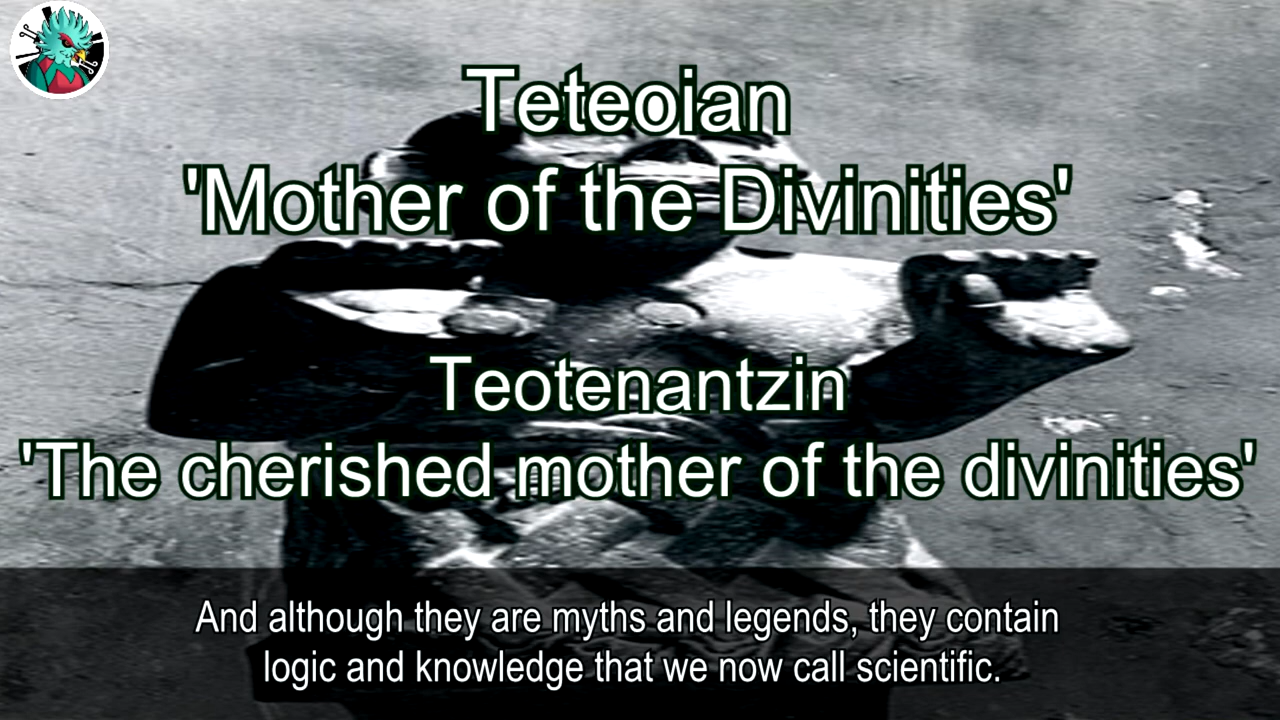 Teteoian
'Mother of the Divinities'
Teotenantzin
'The cherished mother of the divinities'
And although they are myths and legends, they contain
logic and knowledge that we now call scientific.